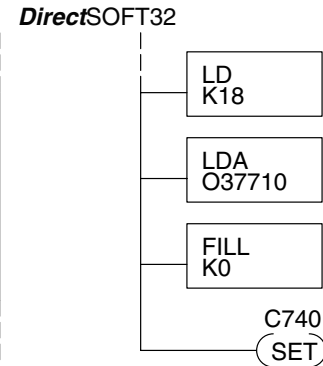 DirectSOFT32
LD
K18
LDA
O37710
FILL
K0
C740
SET